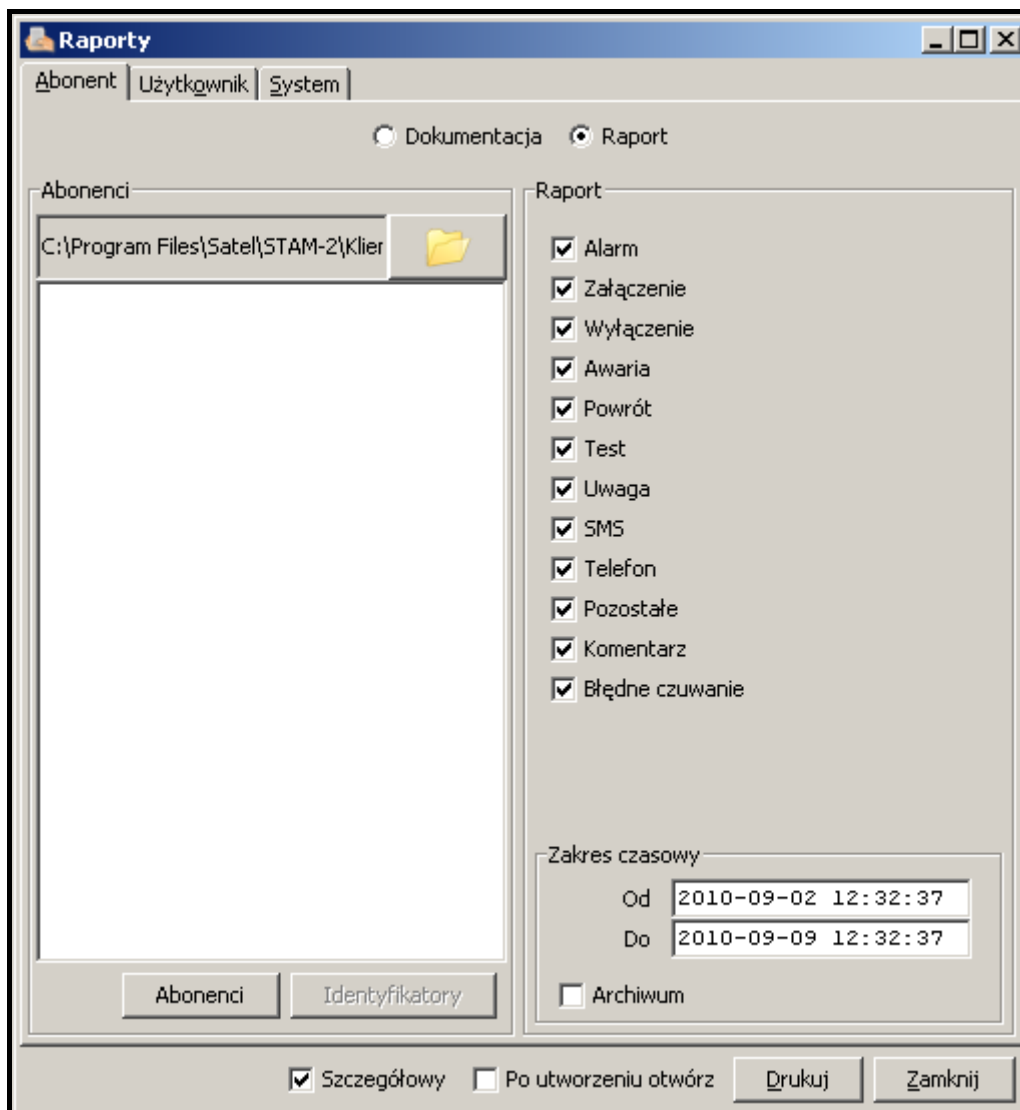 Raporty
Abonent Użytkownik System
Dokumentacja Raport
Abonenci
C:\Program Files\Satel\STAM-2\Klier
Abonenci Identyfikatory
Raport
Alarm
Załączenie
Wyłączenie
Awaria
Powrót
Test
Uwaga
SMS
Telefon
Pozostałe
Komentarz
Błędne czuwanie
Zakres czasowy
Od 2010-09-02 12:32:37
Do 2010-09-09 12:32:37
Archiwum
Szczegółowy Po utworzeniu otwórz Drukuj Zamknij